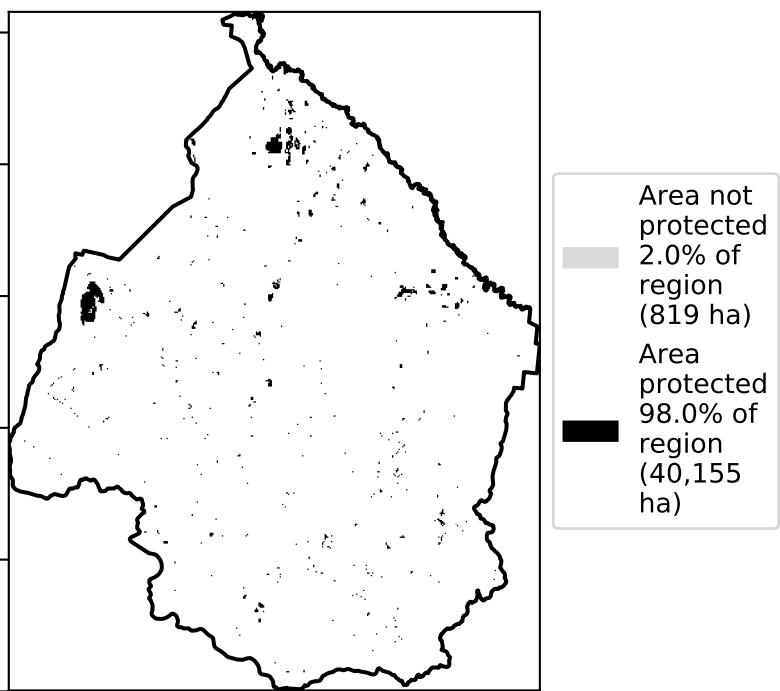 Area not
protected
2.0% of
region
(819 ha)
Area
protected
98.0% of
region
(40,155
ha)